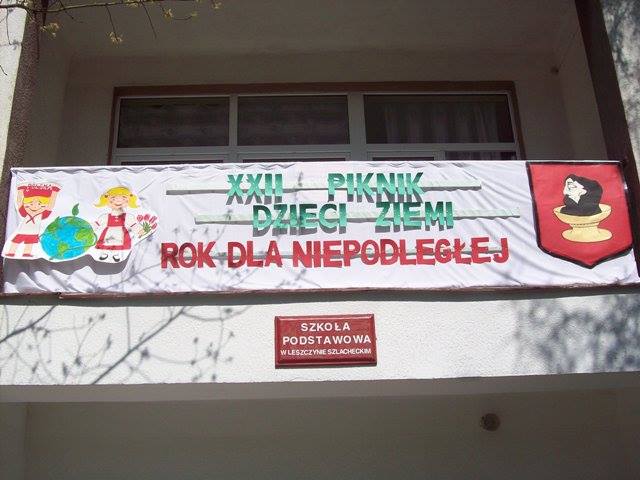 XXII PIKNIK
DZIECI ZIEMI
ROK DLA NIEPODLEGŁEJ
SZKOŁA
PODSTAWOWA
W LESZCZYNIE SZLACHECKIM